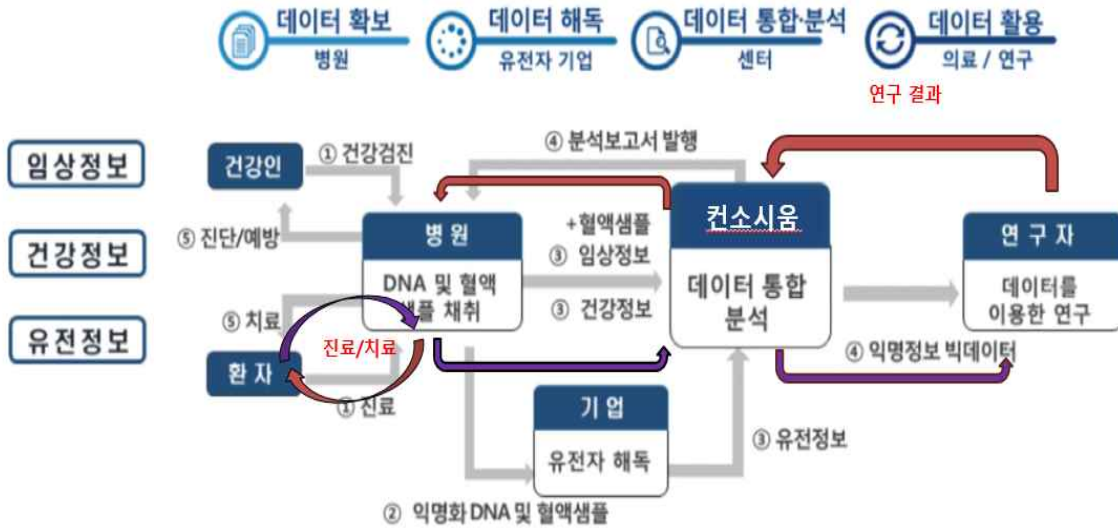 데이터 확보
병원
데이터 해독
유전자 기업
데이터 통합·분석
센터
데이터 활용
의료 / 연구
연구 결과
임상정보
건강정보
유전정보
건강인
① 건강검진
④ 분석보고서 발행
⑤ 진단/예방
병 원
DNA 및 혈액
샘플 채취
+혈액샘플
③ 임상정보
③ 건강정보
컨소시움
데이터 통합
분석
연 구 자
데이터를
이용한 연구
⑤ 치료
진료/치료
환 자
① 진료
④ 익명정보 빅데이터
기 업
유전자 해독
③ 유전정보
② 익명화 DNA 및 혈액샘플